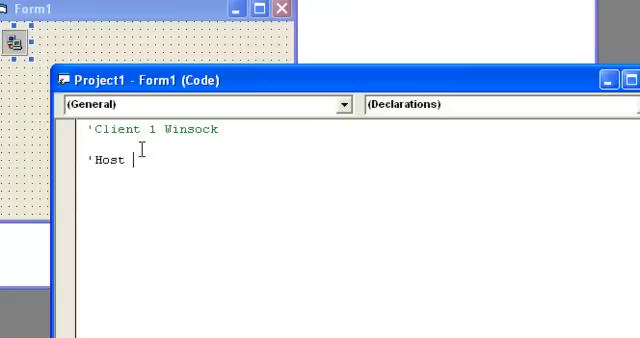 Form1
Project1 - Form1 (Code)
(General)
(Declarations)
'Client 1 Winsock
'Host